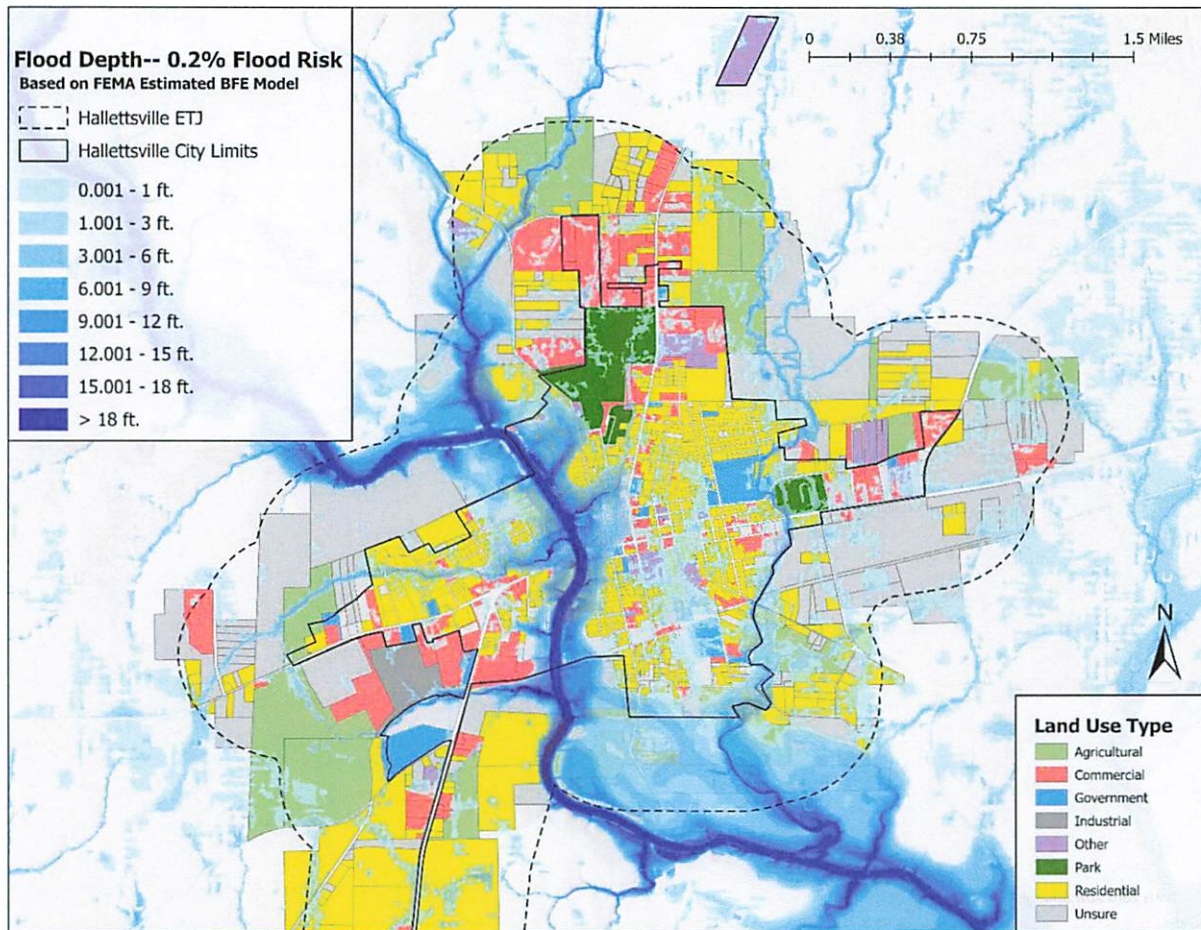 Flood Depth-- 0.2% Flood Risk
Based on FEMA Estimated BFE Model
Hallettsville ETJ
Hallettsville City Limits
0.001 - 1 ft.
1.001 - 3 ft.
3.001 - 6 ft.
6.001 - 9 ft.
9.001 - 12 ft.
12.001 - 15 ft.
15.001 - 18 ft.
> 18 ft.
0 0.38 0.75 1.5 Miles
N
Land Use Type
Agricultural
Commercial
Government
Industrial
Other
Park
Residential
Unsure